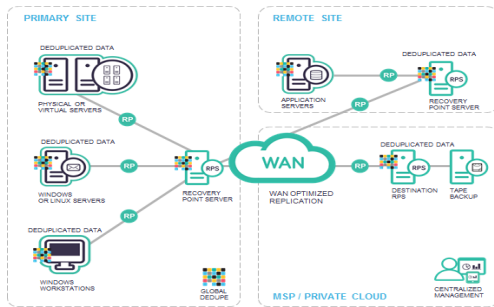 PRIMARY SITE
DEDUPLICATED DATA
PHYSICAL OR
VIRTUAL SERVERS
RP
DEDUPLICATED DATA
WINDOWS
OR LINUX SERVERS
RP
RPS
RECOVERY
POINT SERVER
DEDUPLICATED DATA
WINDOWS
WORKSTATIONS
RP
GLOBAL
DEDUPE
WAN
WAN OPTIMIZED
REPLICATION
REMOTE SITE
APPLICATION
SERVERS
RP
DEDUPLICATED DATA
RPS
RECOVERY
POINT SERVER
RP
RP
DEDUPLICATED DATA
RPS
DESTINATION
RPS
TAPE
BACKUP
CENTRALIZED
MANAGEMENT
MSP / PRIVATE CLOUD